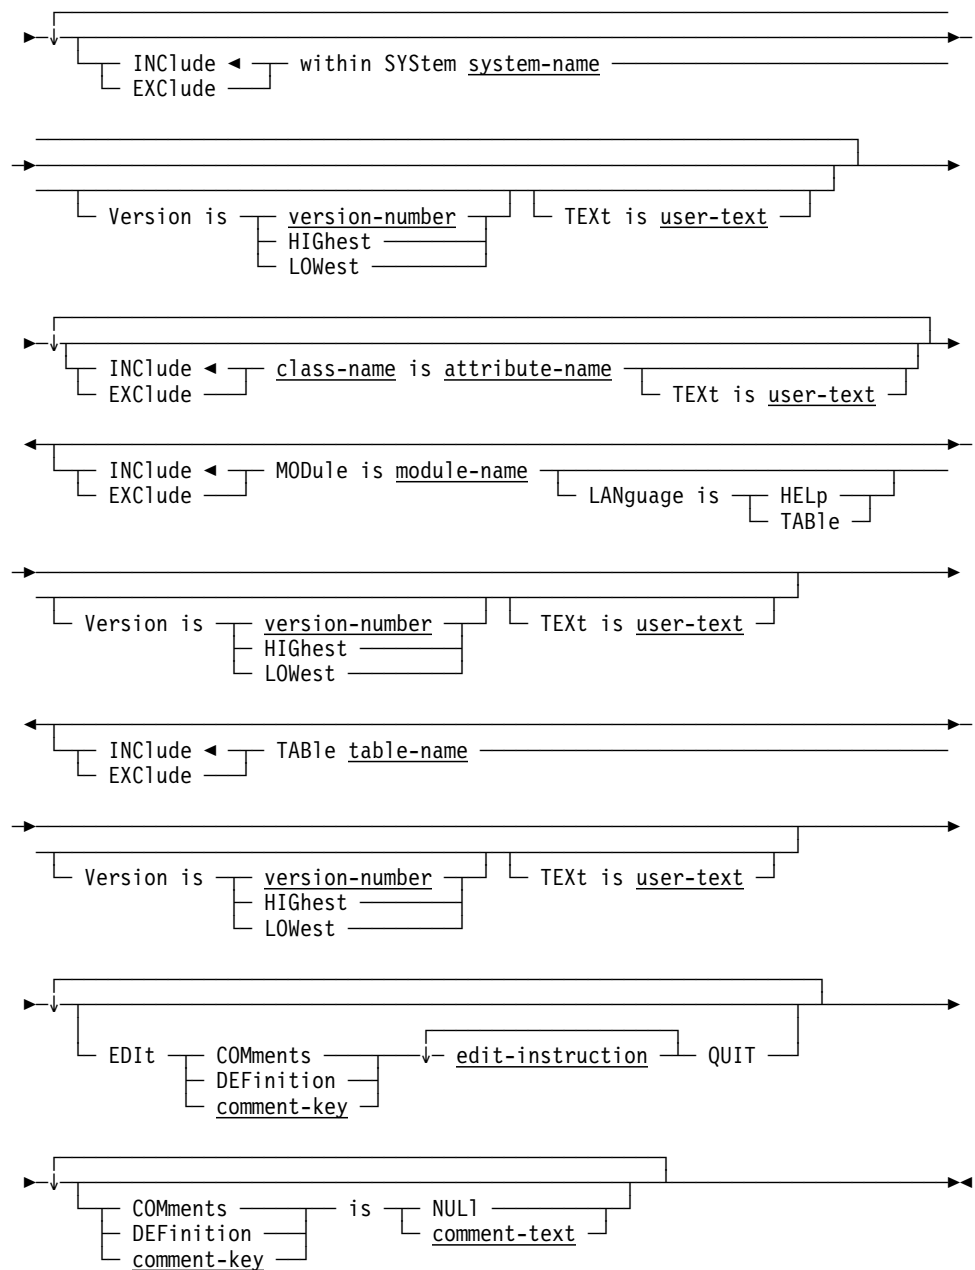 INClude within SYStem system-name
EXClude
Version is version-number TEXt is user-text
HIGhest
LOWest
INClude class-name is attribute-name
EXClude TEXt is user-text
INClude MODule is module-name
EXClude LANguage is HELp
TABle
Version is version-number TEXt is user-text
HIGhest
LOWest
INClude TABle table-name
EXClude
Version is version-number TEXt is user-text
HIGhest
LOWest
EDIt COMments edit-instruction QUIT
DEFinition
comment-key
COMments is NULl
DEFinition comment-text
comment-key